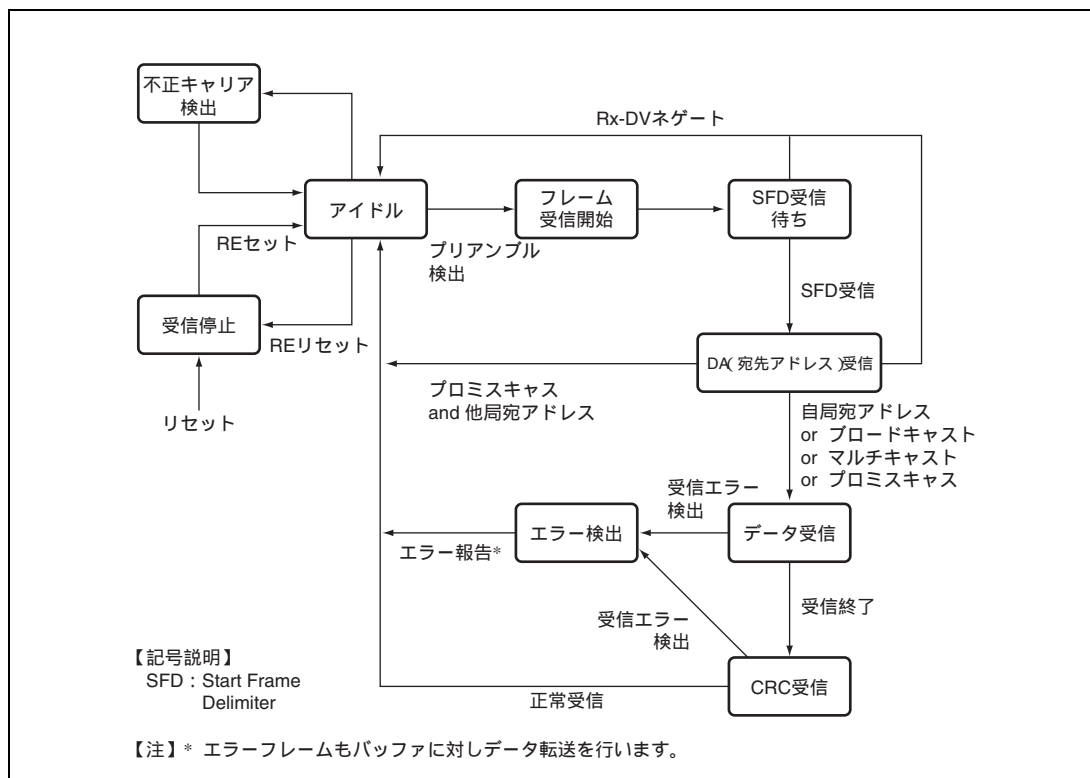 不正キャリア
検出
Rx-DVネゲート
アイドル
フレーム
受信開始
SFD受信
待ち
REセット
プリアンブル
検出
SFD受信
受信停止
REリセット
DA(宛先アドレス)受信
リセット
プロミスキャス
and 他局宛アドレス
自局宛アドレス
or ブロードキャスト
or マルチキャスト
or プロミスキャス
受信エラー
検出
エラー検出
データ受信
エラー報告*
受信終了
受信エラー
検出
CRC受信
正常受信
【記号説明】
SFD：Start Frame
Delimiter
【注】* エラーフレームもバッファに対しデータ転送を行います。